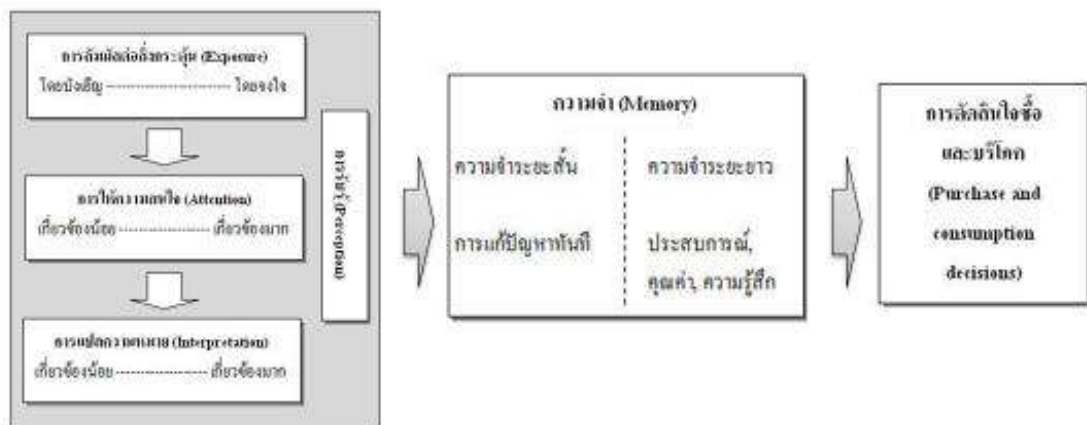 การสัมผัสต่อสิ่งกระตุ้น (Exposure)
โดยบังเอิญ ---------------------- โดยจงใจ
การให้ความสนใจ (Attention)
เกี่ยวข้องน้อย -------------------- เกี่ยวข้องมาก
การแปลความหมาย (Interpretation)
เกี่ยวข้องน้อย --------------------- เกี่ยวข้องมาก
การรับรู้ (Perception)
ความจำ (Memory)
ความจำระยะสั้น
ความจำระยะยาว
การแก้ปัญหาทันที
ประสบการณ์,
คุณค่า, ความรู้สึก
การตัดสินใจซื้อ
และบริโภค
(Purchase and
consumption
decisions)